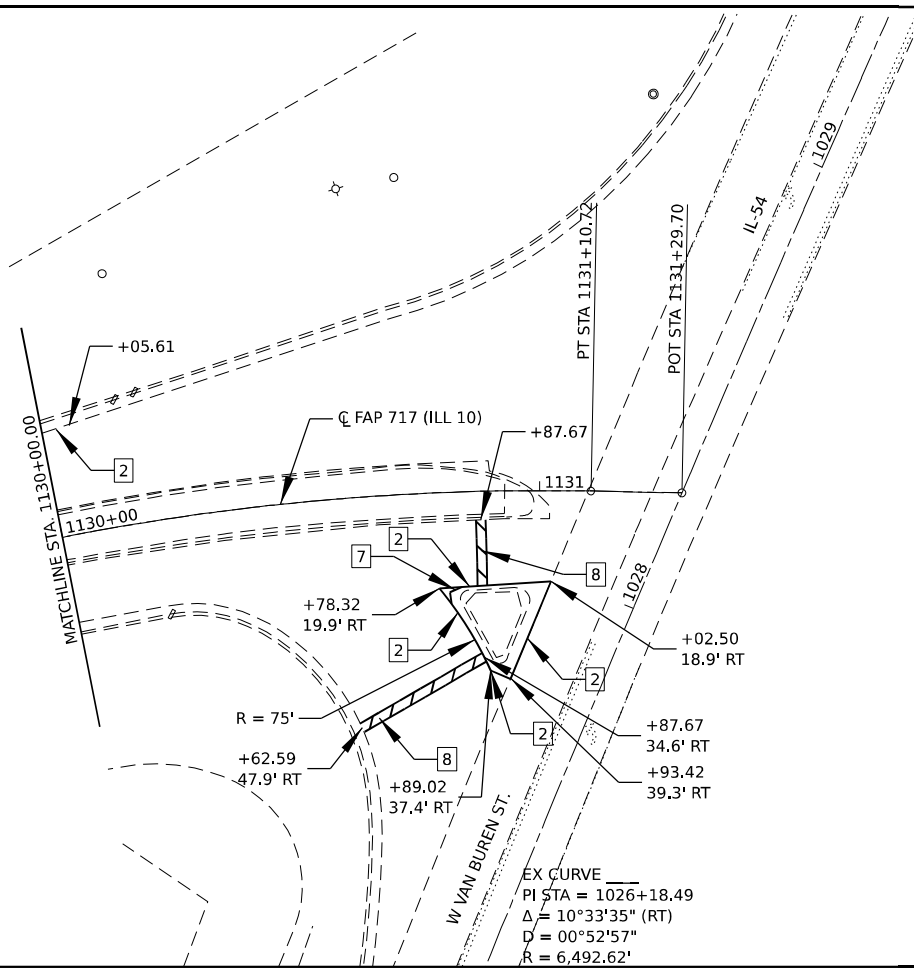 1029
IL-54
PT STA 1131+10.72
POT STA 1131+29.70
+05.61
℄ FAP 717 (ILL 10)
+87.67
2
MATCHLINE STA. 1130+00.00
1130+00
1131
2
7
8
1028
+78.32
19.9' RT
+02.50
18.9' RT
2
2
R = 75'
2
+87.67
34.6' RT
+62.59
47.9' RT
8
+89.02
37.4' RT
+93.42
39.3' RT
W VAN BUREN ST.
EX CURVE ___
PI STA = 1026+18.49
Δ = 10°33'35" (RT)
D = 00°52'57"
R = 6,492.62'